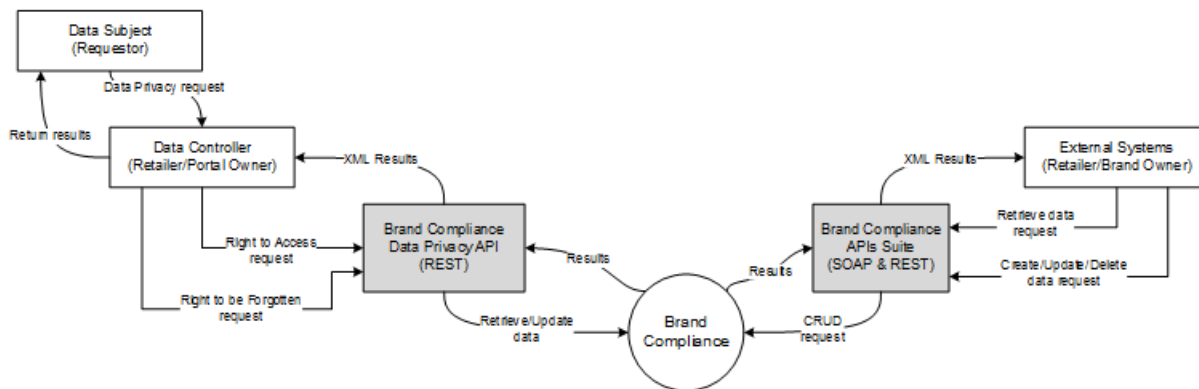 Data Subject
(Requestor)
Data Privacy request
Return results
Data Controller
(Retailer/Portal Owner)
XML Results
Right to Access
request
Right to be Forgotten
request
Brand Compliance
Data Privacy API
(REST)
Results
Retrieve/Update
data
Brand
Compliance
Results
CRUD
request
Brand Compliance
APIs Suite
(SOAP & REST)
XML Results
External Systems
(Retailer/Brand Owner)
Retrieve data
request
Create/Update/Delete
data request